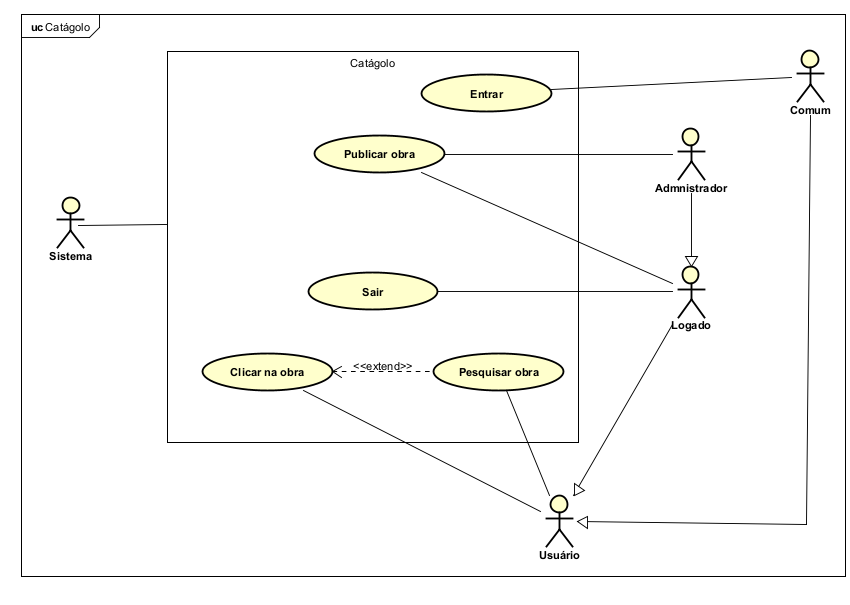 uc Catágolo
Catágolo
Entrar
Comum
Publicar obra
Admnistrador
Sistema
Sair
Logado
Clicar na obra
<<extend>>
Pesquisar obra
Usuário